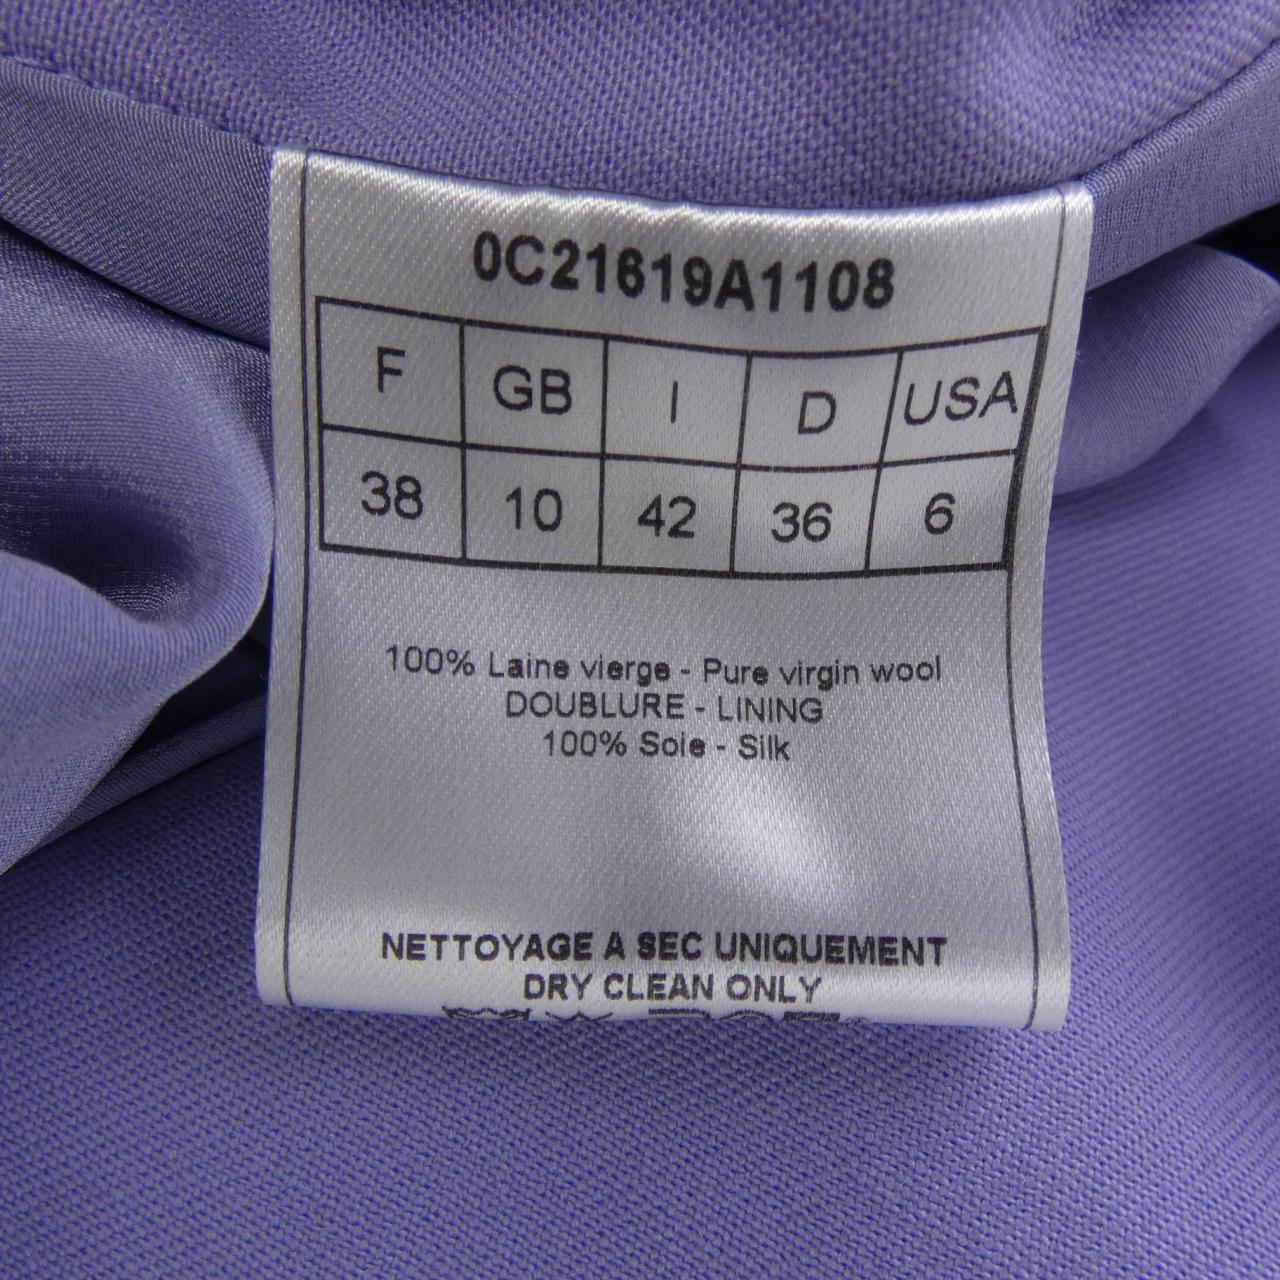 0C21619A1108
F GB I D USA
38 10 42 36 6
100% Laine vierge - Pure virgin wool
DOUBLURE - LINING
100% Soie - Silk
NETTOYAGE A SEC UNIQUEMENT
DRY CLEAN ONLY